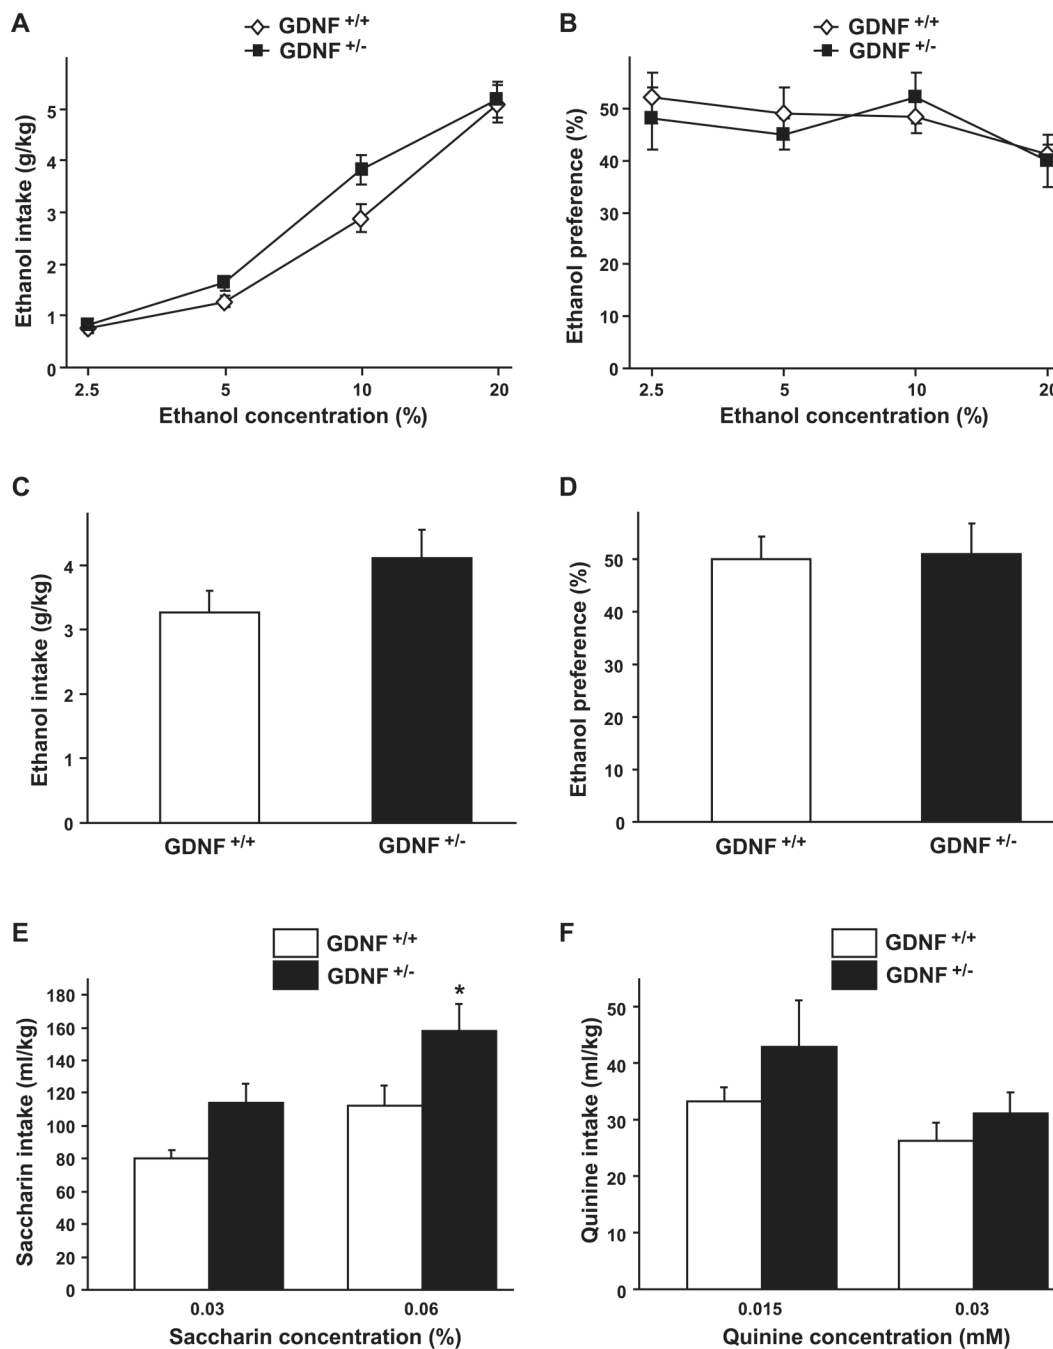 A
GDNF +/+
GDNF +/-
Ethanol intake (g/kg)
5
4
3
2
1
0
2.5 5 10 20
Ethanol concentration (%)
B
GDNF +/+
GDNF +/-
Ethanol preference (%)
50
40
30
20
10
0
2.5 5 10 20
Ethanol concentration (%)
C
Ethanol intake (g/kg)
4
3
2
1
0
GDNF +/+ GDNF +/-
D
Ethanol preference (%)
50
40
30
20
10
0
GDNF +/+ GDNF +/-
E
GDNF +/+
GDNF +/-
Saccharin intake (ml/kg)
180
160
140
120
100
80
60
40
20
0
*
0.03 0.06
Saccharin concentration (%)
F
GDNF +/+
GDNF +/-
Quinine intake (ml/kg)
50
40
30
20
10
0
0.015 0.03
Quinine concentration (mM)